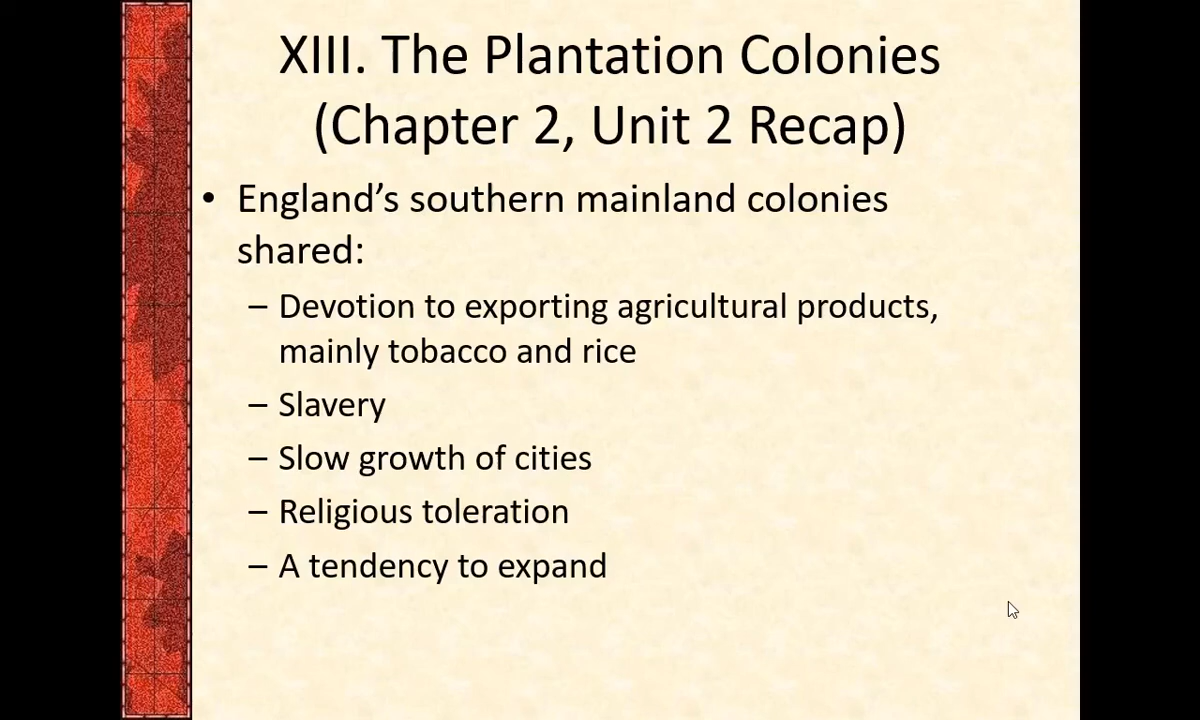 XIII. The Plantation Colonies
(Chapter 2, Unit 2 Recap)
• England’s southern mainland colonies
shared:
– Devotion to exporting agricultural products,
mainly tobacco and rice
– Slavery
– Slow growth of cities
– Religious toleration
– A tendency to expand